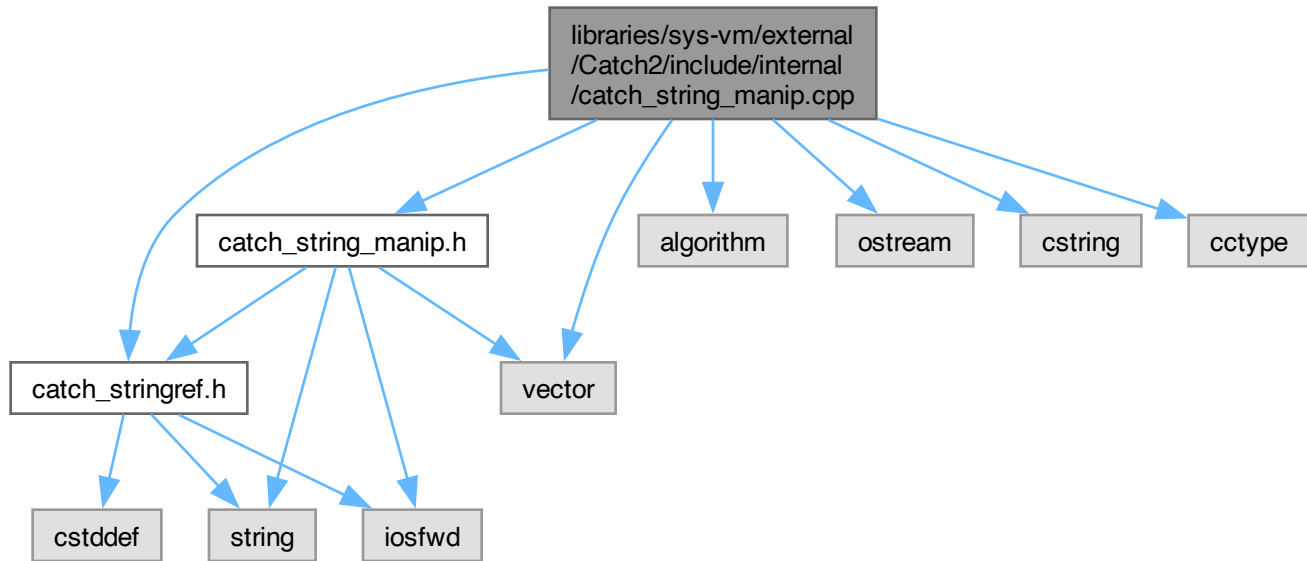 libraries/sys-vm/external
/Catch2/include/internal
/catch_string_manip.cpp
catch_string_manip.h
algorithm
ostream
cstring
cctype
catch_stringref.h
vector
cstddef
string
iosfwd